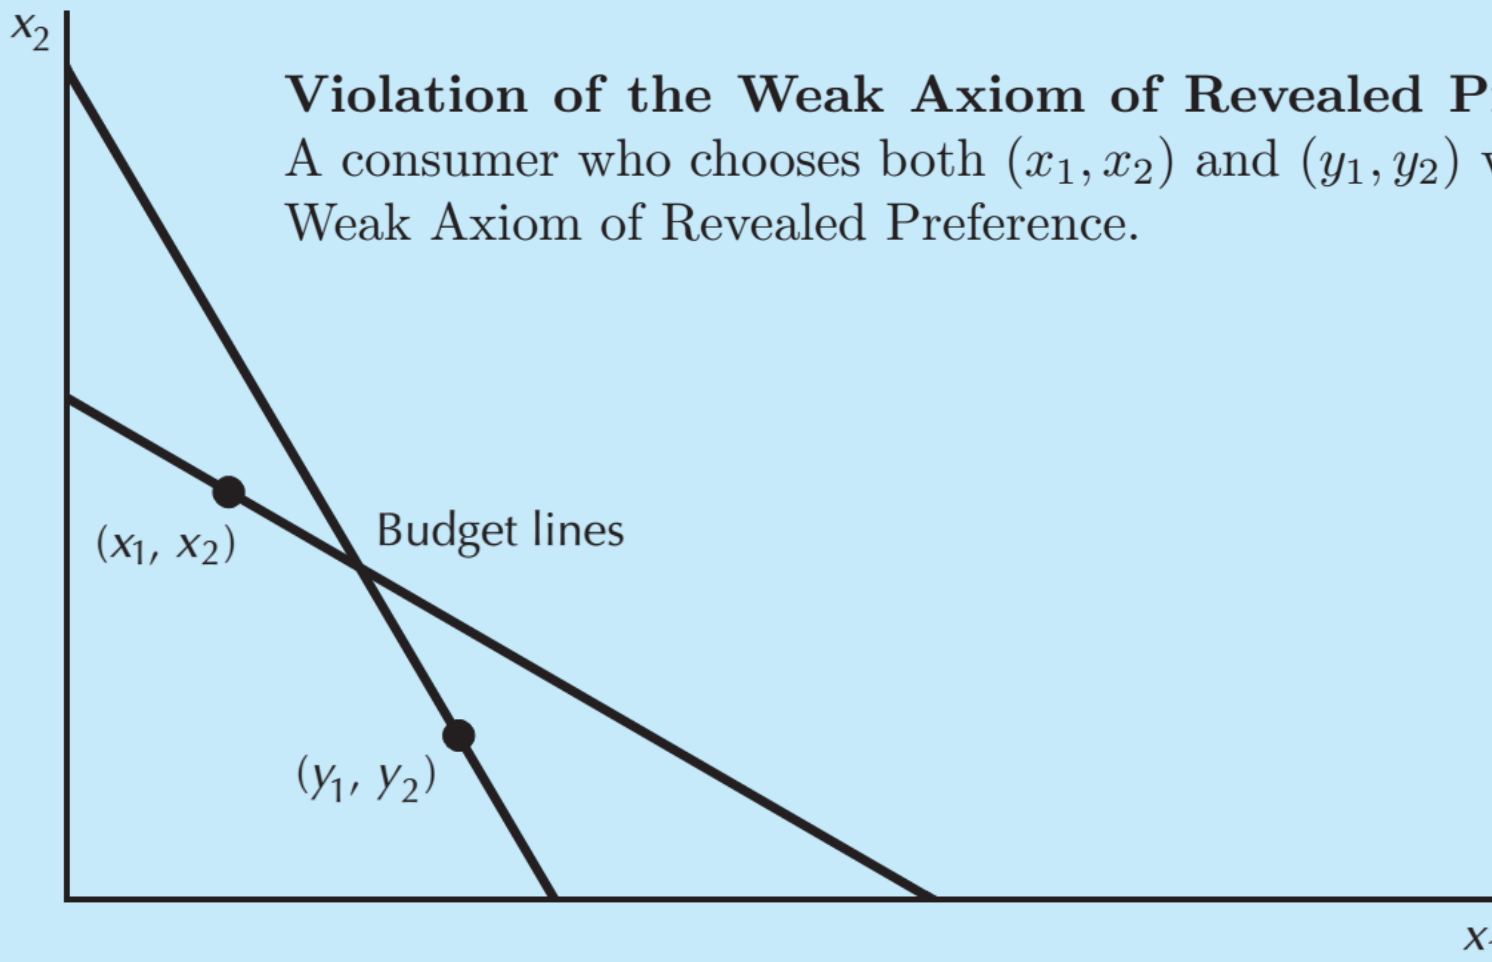 x₂
Violation of the Weak Axiom of Revealed
A consumer who chooses both (x₁, x₂) and (y₁, y₂)
Weak Axiom of Revealed Preference.
Budget lines
(x₁, x₂)
(y₁, y₂)
x